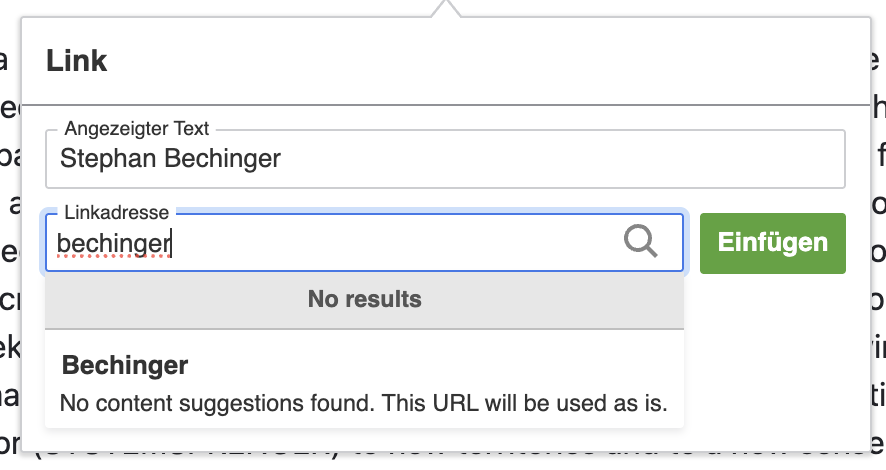 Link
Angezeigter Text
Stephan Bechinger
Linkadresse
bechinger
Einfügen
No results
Bechinger
No content suggestions found. This URL will be used as is.